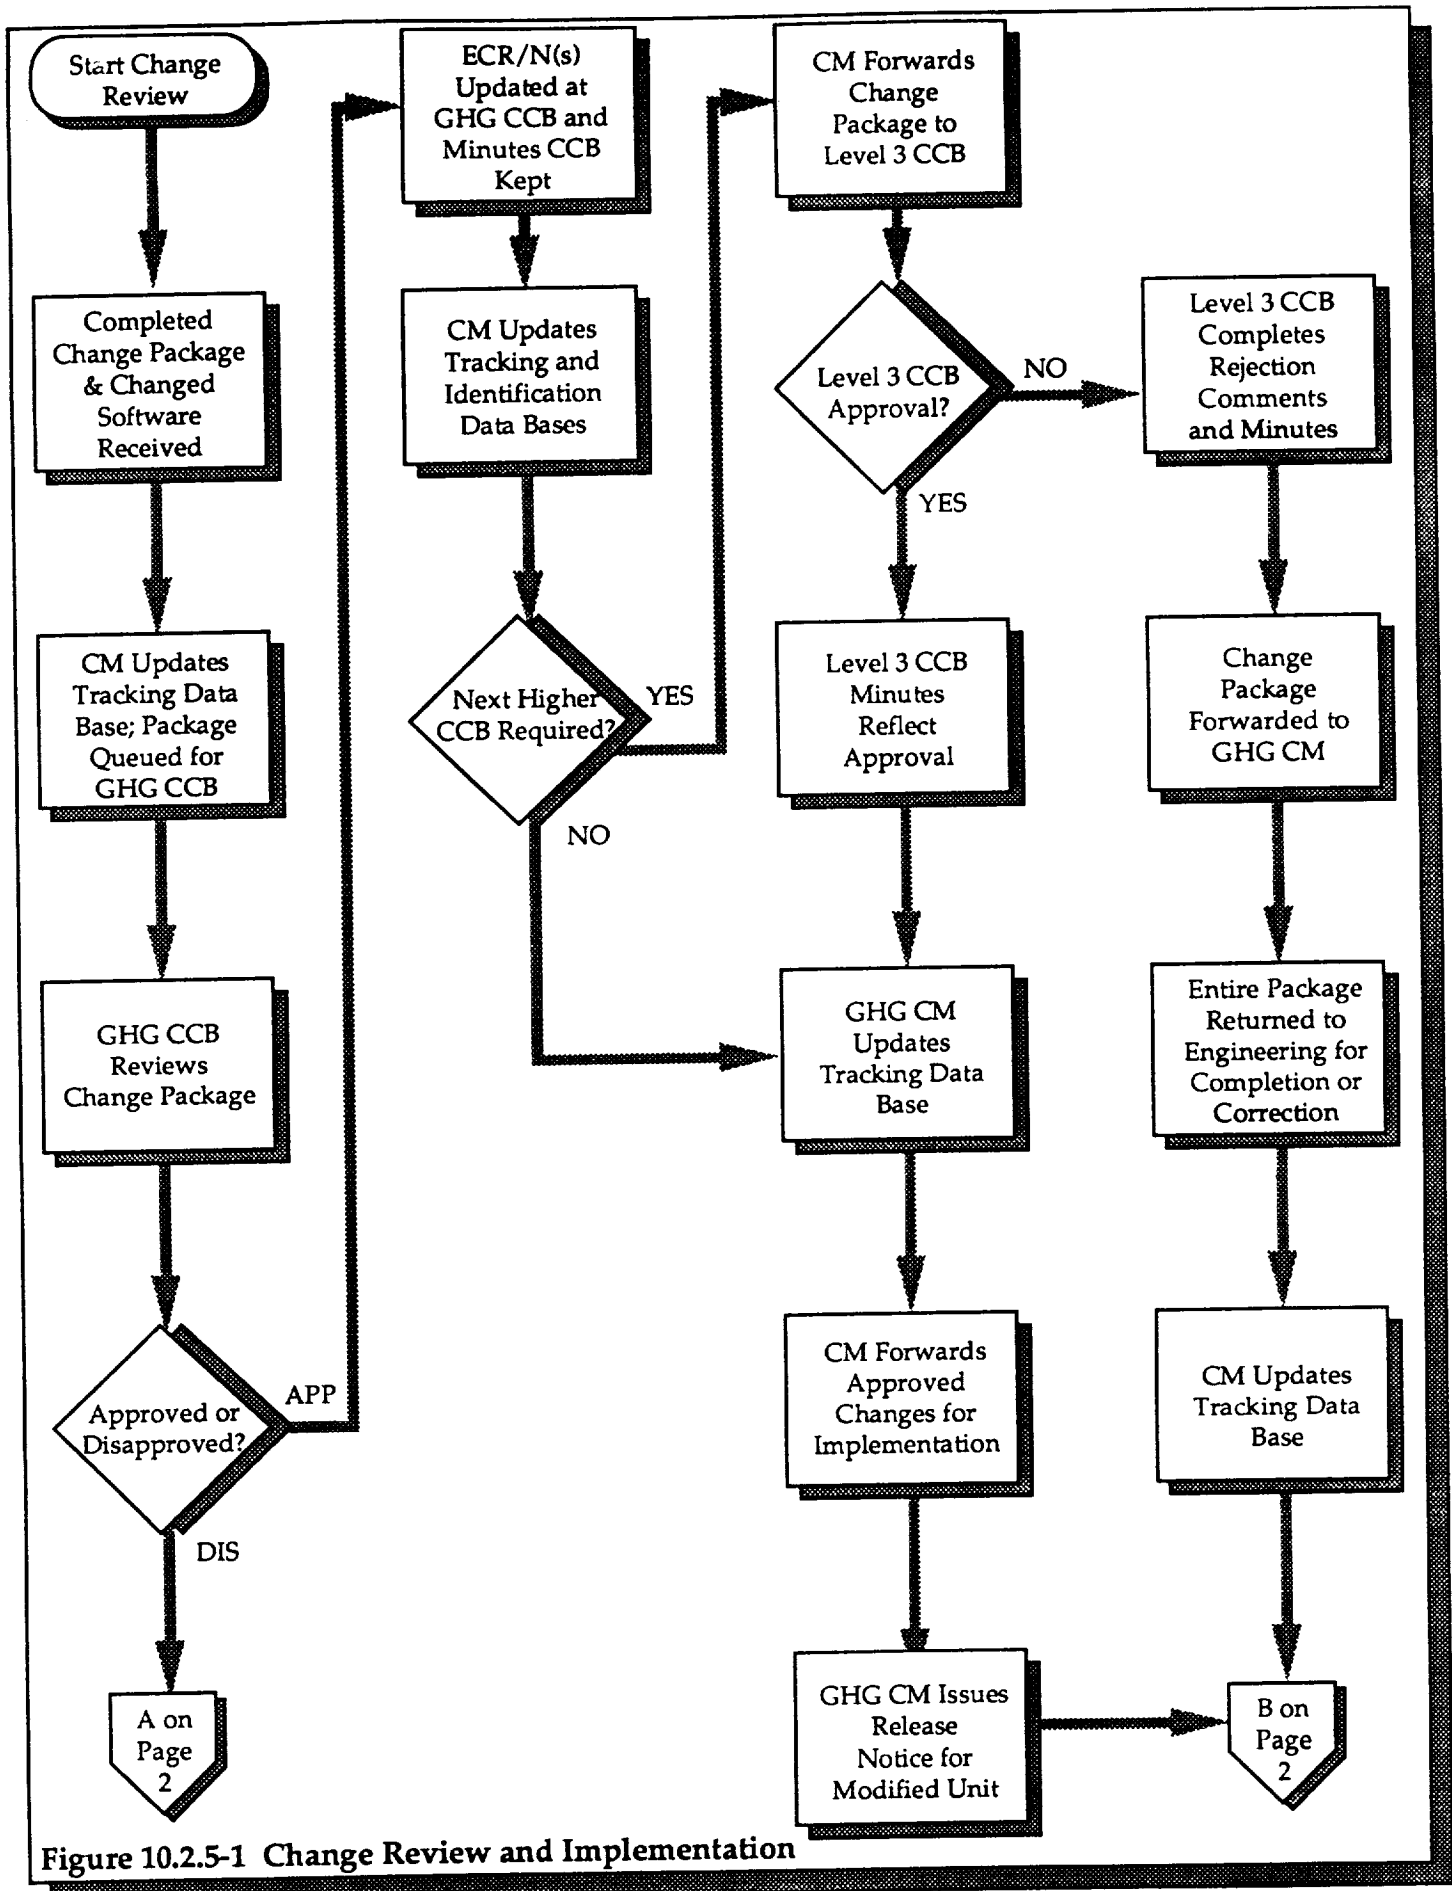 Start Change
Review
Completed
Change Package
& Changed
Software
Received
CM Updates
Tracking Data
Base; Package
Queued for
GHG CCB
GHG CCB
Reviews
Change Package
Approved or
Disapproved?
APP
DIS
A on
Page
2
ECR/N(s)
Updated at
GHG CCB and
Minutes CCB
Kept
CM Updates
Tracking and
Identification
Data Bases
Next Higher
CCB Required?
YES
NO
CM Forwards
Change
Package to
Level 3 CCB
Level 3 CCB
Approval?
NO
YES
Level 3 CCB
Minutes
Reflect
Approval
GHG CM
Updates
Tracking Data
Base
CM Forwards
Approved
Changes for
Implementation
GHG CM Issues
Release
Notice for
Modified Unit
Level 3 CCB
Completes
Rejection
Comments
and Minutes
Change
Package
Forwarded to
GHG CM
Entire Package
Returned to
Engineering for
Completion or
Correction
CM Updates
Tracking Data
Base
B on
Page
2
Figure 10.2.5-1 Change Review and Implementation